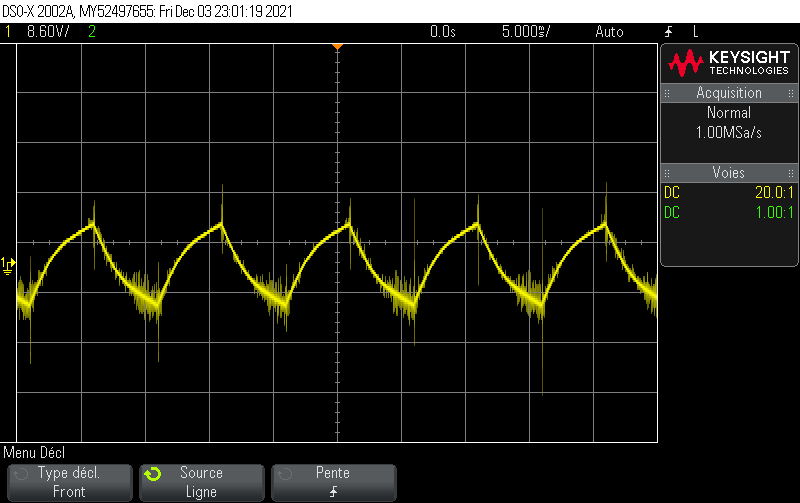 DSO-X 2002A, MY52497655: Fri Dec 03 23:01:19 2021
1 8.60V/ 2 0.0s 5.000ms/ Auto L
KEYSIGHT
TECHNOLOGIES
Acquisition
Normal
1.00MSa/s
Voies
DC 20.0:1
DC 1.00:1
1
Menu Décl
Type décl.
Front
Source
Ligne
Pente